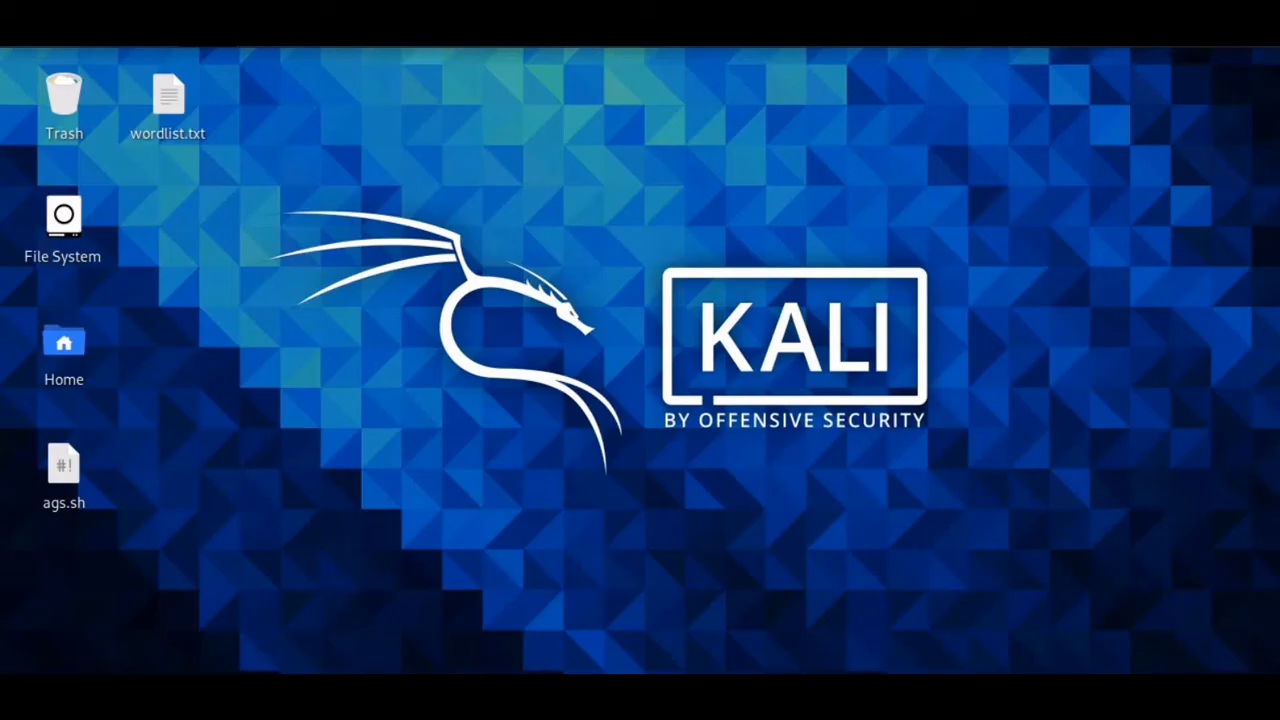 Trash
wordlist.txt
File System
Home
#!
ags.sh
KALI
BY OFFENSIVE SECURITY